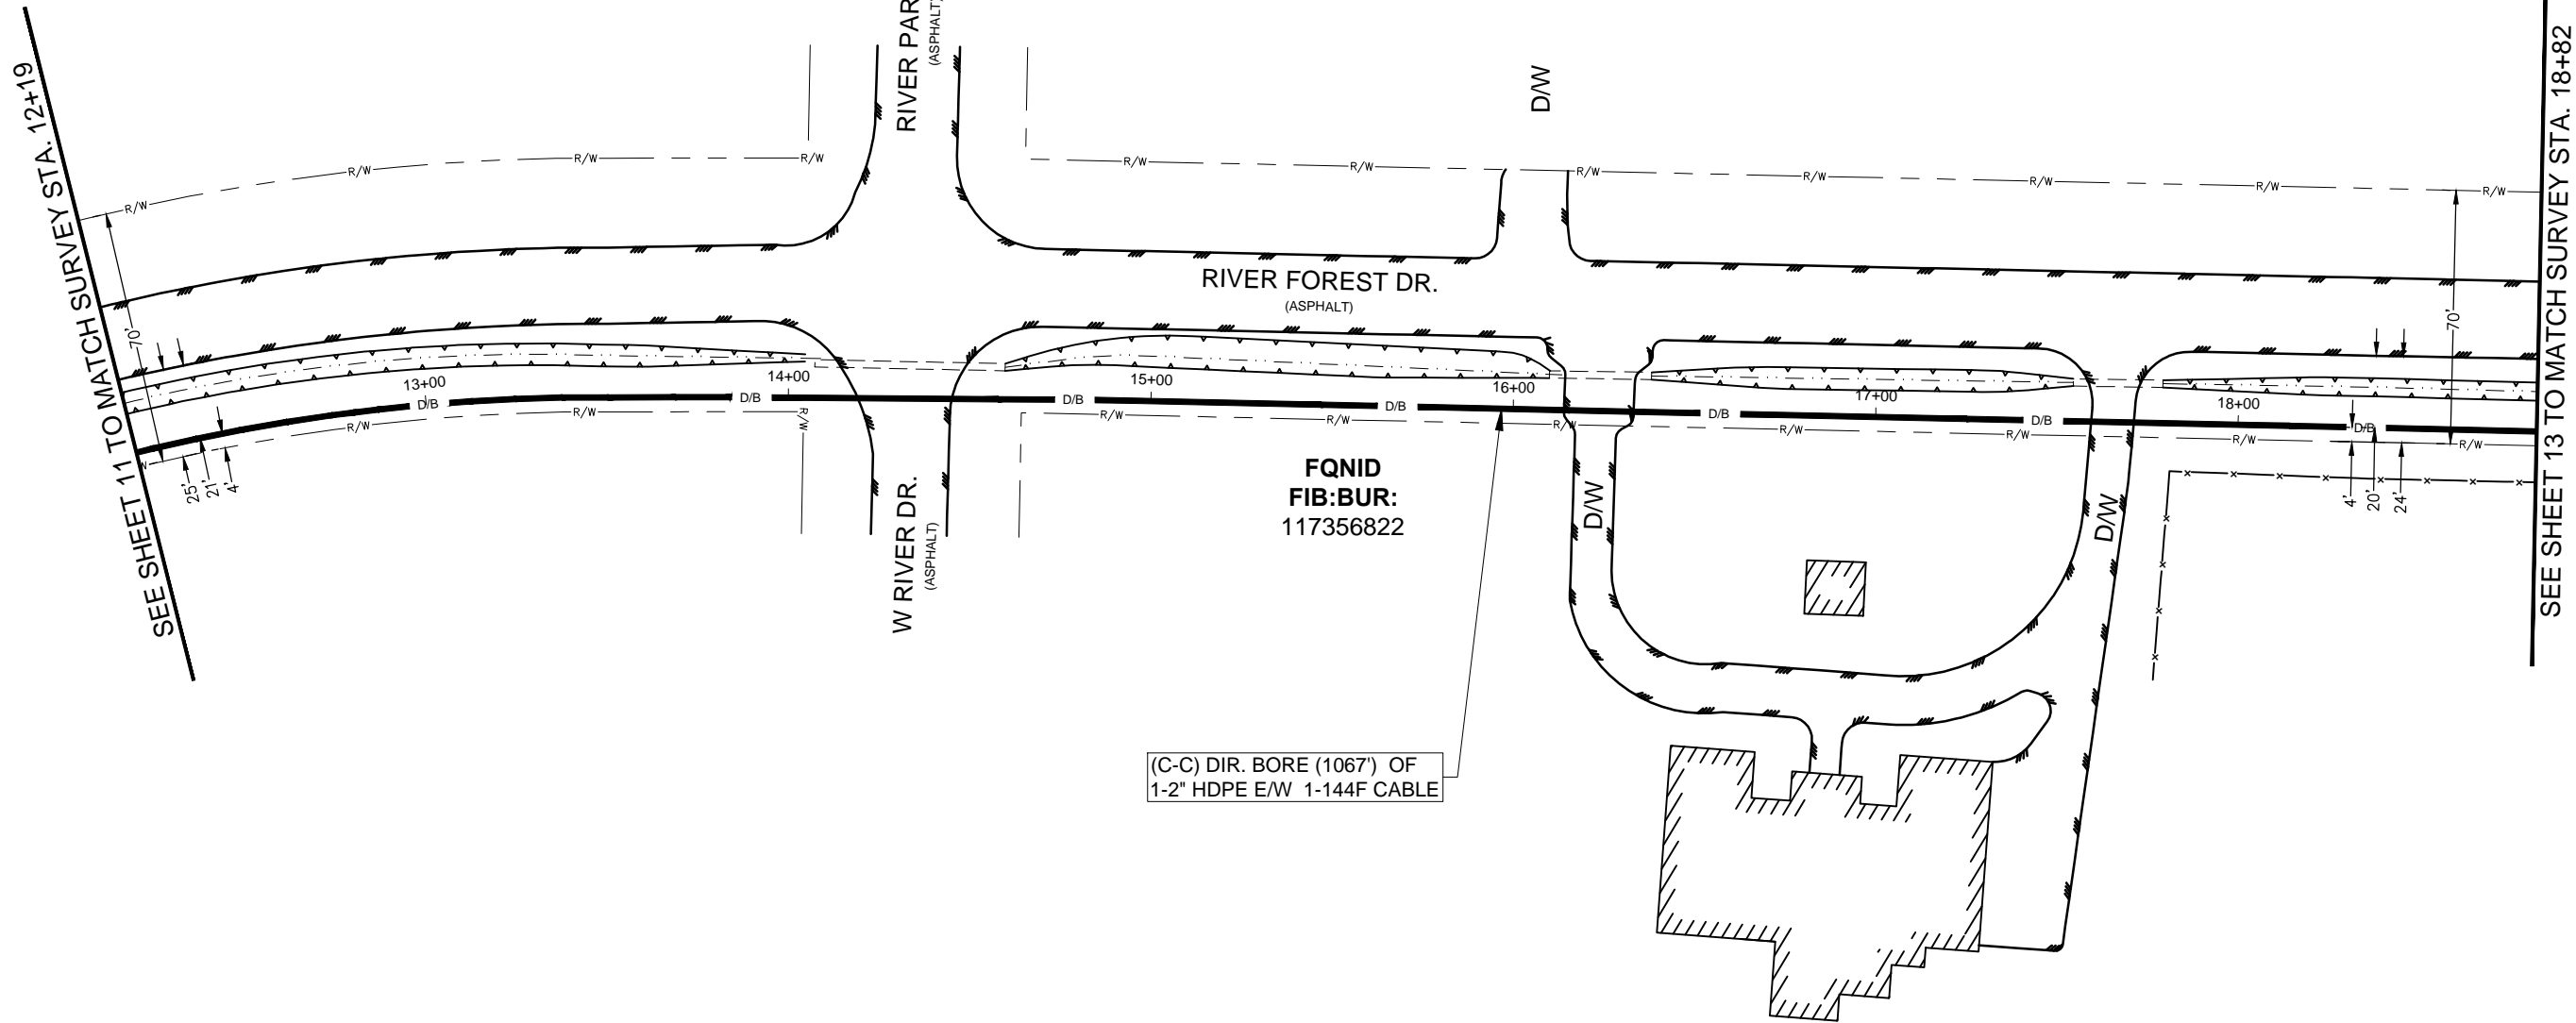 SEE SHEET 11 TO MATCH SURVEY STA. 12+19
RIVER PAR
(ASPHALT)
D/W
SEE SHEET 13 TO MATCH SURVEY STA. 18+82
R/W
R/W
R/W
R/W
R/W
R/W
R/W
R/W
R/W
R/W
R/W
70'
70'
RIVER FOREST DR.
(ASPHALT)
13+00
14+00
15+00
16+00
17+00
18+00
D/B
D/B
D/B
D/B
D/B
D/B
D/B
R/W
R/W
R/W
R/W
R/W
R/W
R/W
R/W
R/W
R/W
25'
21'
4'
4'
20'
24'
W RIVER DR.
(ASPHALT)
FQNID
FIB:BUR:
117356822
D/W
D/W
(C-C) DIR. BORE (1067') OF
1-2" HDPE E/W 1-144F CABLE